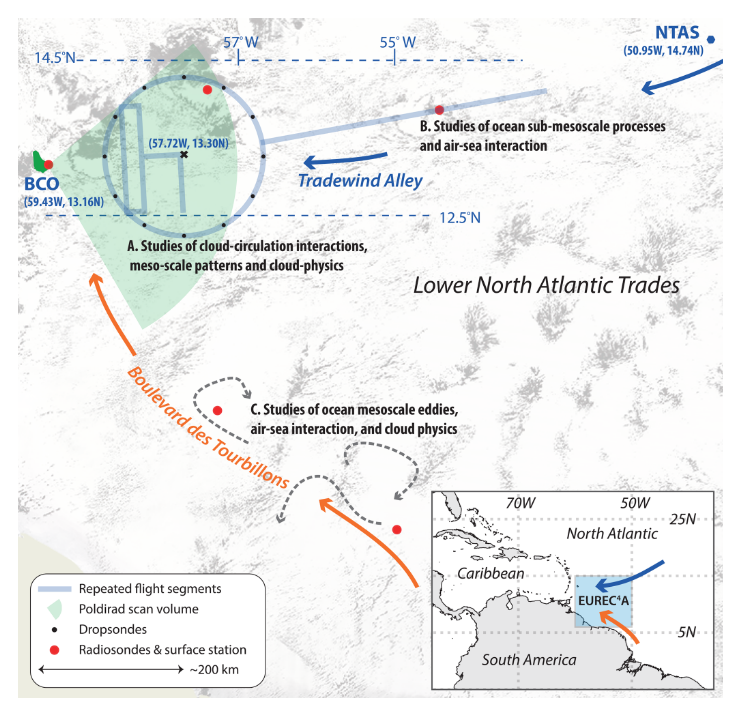 NTAS
(50.95W, 14.74N)
57°W
55°W
14.5°N
(57.72W, 13.30N)
B. Studies of ocean sub-mesoscale processes
and air-sea interaction
Tradewind Alley
BCO
(59.43W, 13.16N)
12.5°N
A. Studies of cloud-circulation interactions,
meso-scale patterns and cloud-physics
Lower North Atlantic Trades
Boulevard des Tourbillons
C. Studies of ocean mesoscale eddies,
air-sea interaction, and cloud physics
Repeated flight segments
Poldirad scan volume
Dropsondes
Radiosondes & surface station
~200 km
70W
50W
25N
North Atlantic
Caribbean
EUREC⁴A
5N
South America